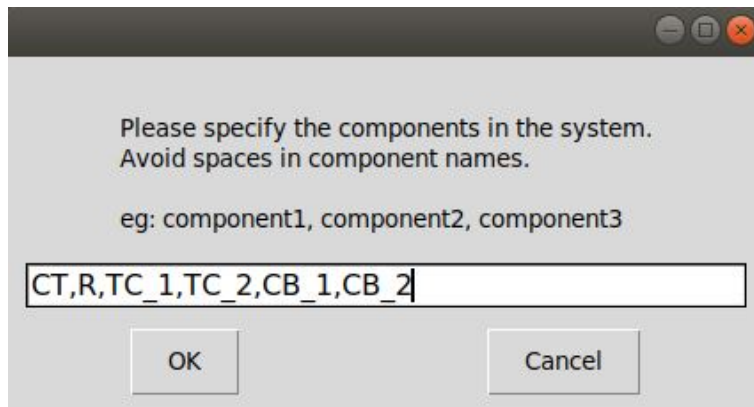 Please specify the components in the system.
Avoid spaces in component names.
eg: component1, component2, component3
CT,R,TC_1,TC_2,CB_1,CB_2
OK Cancel